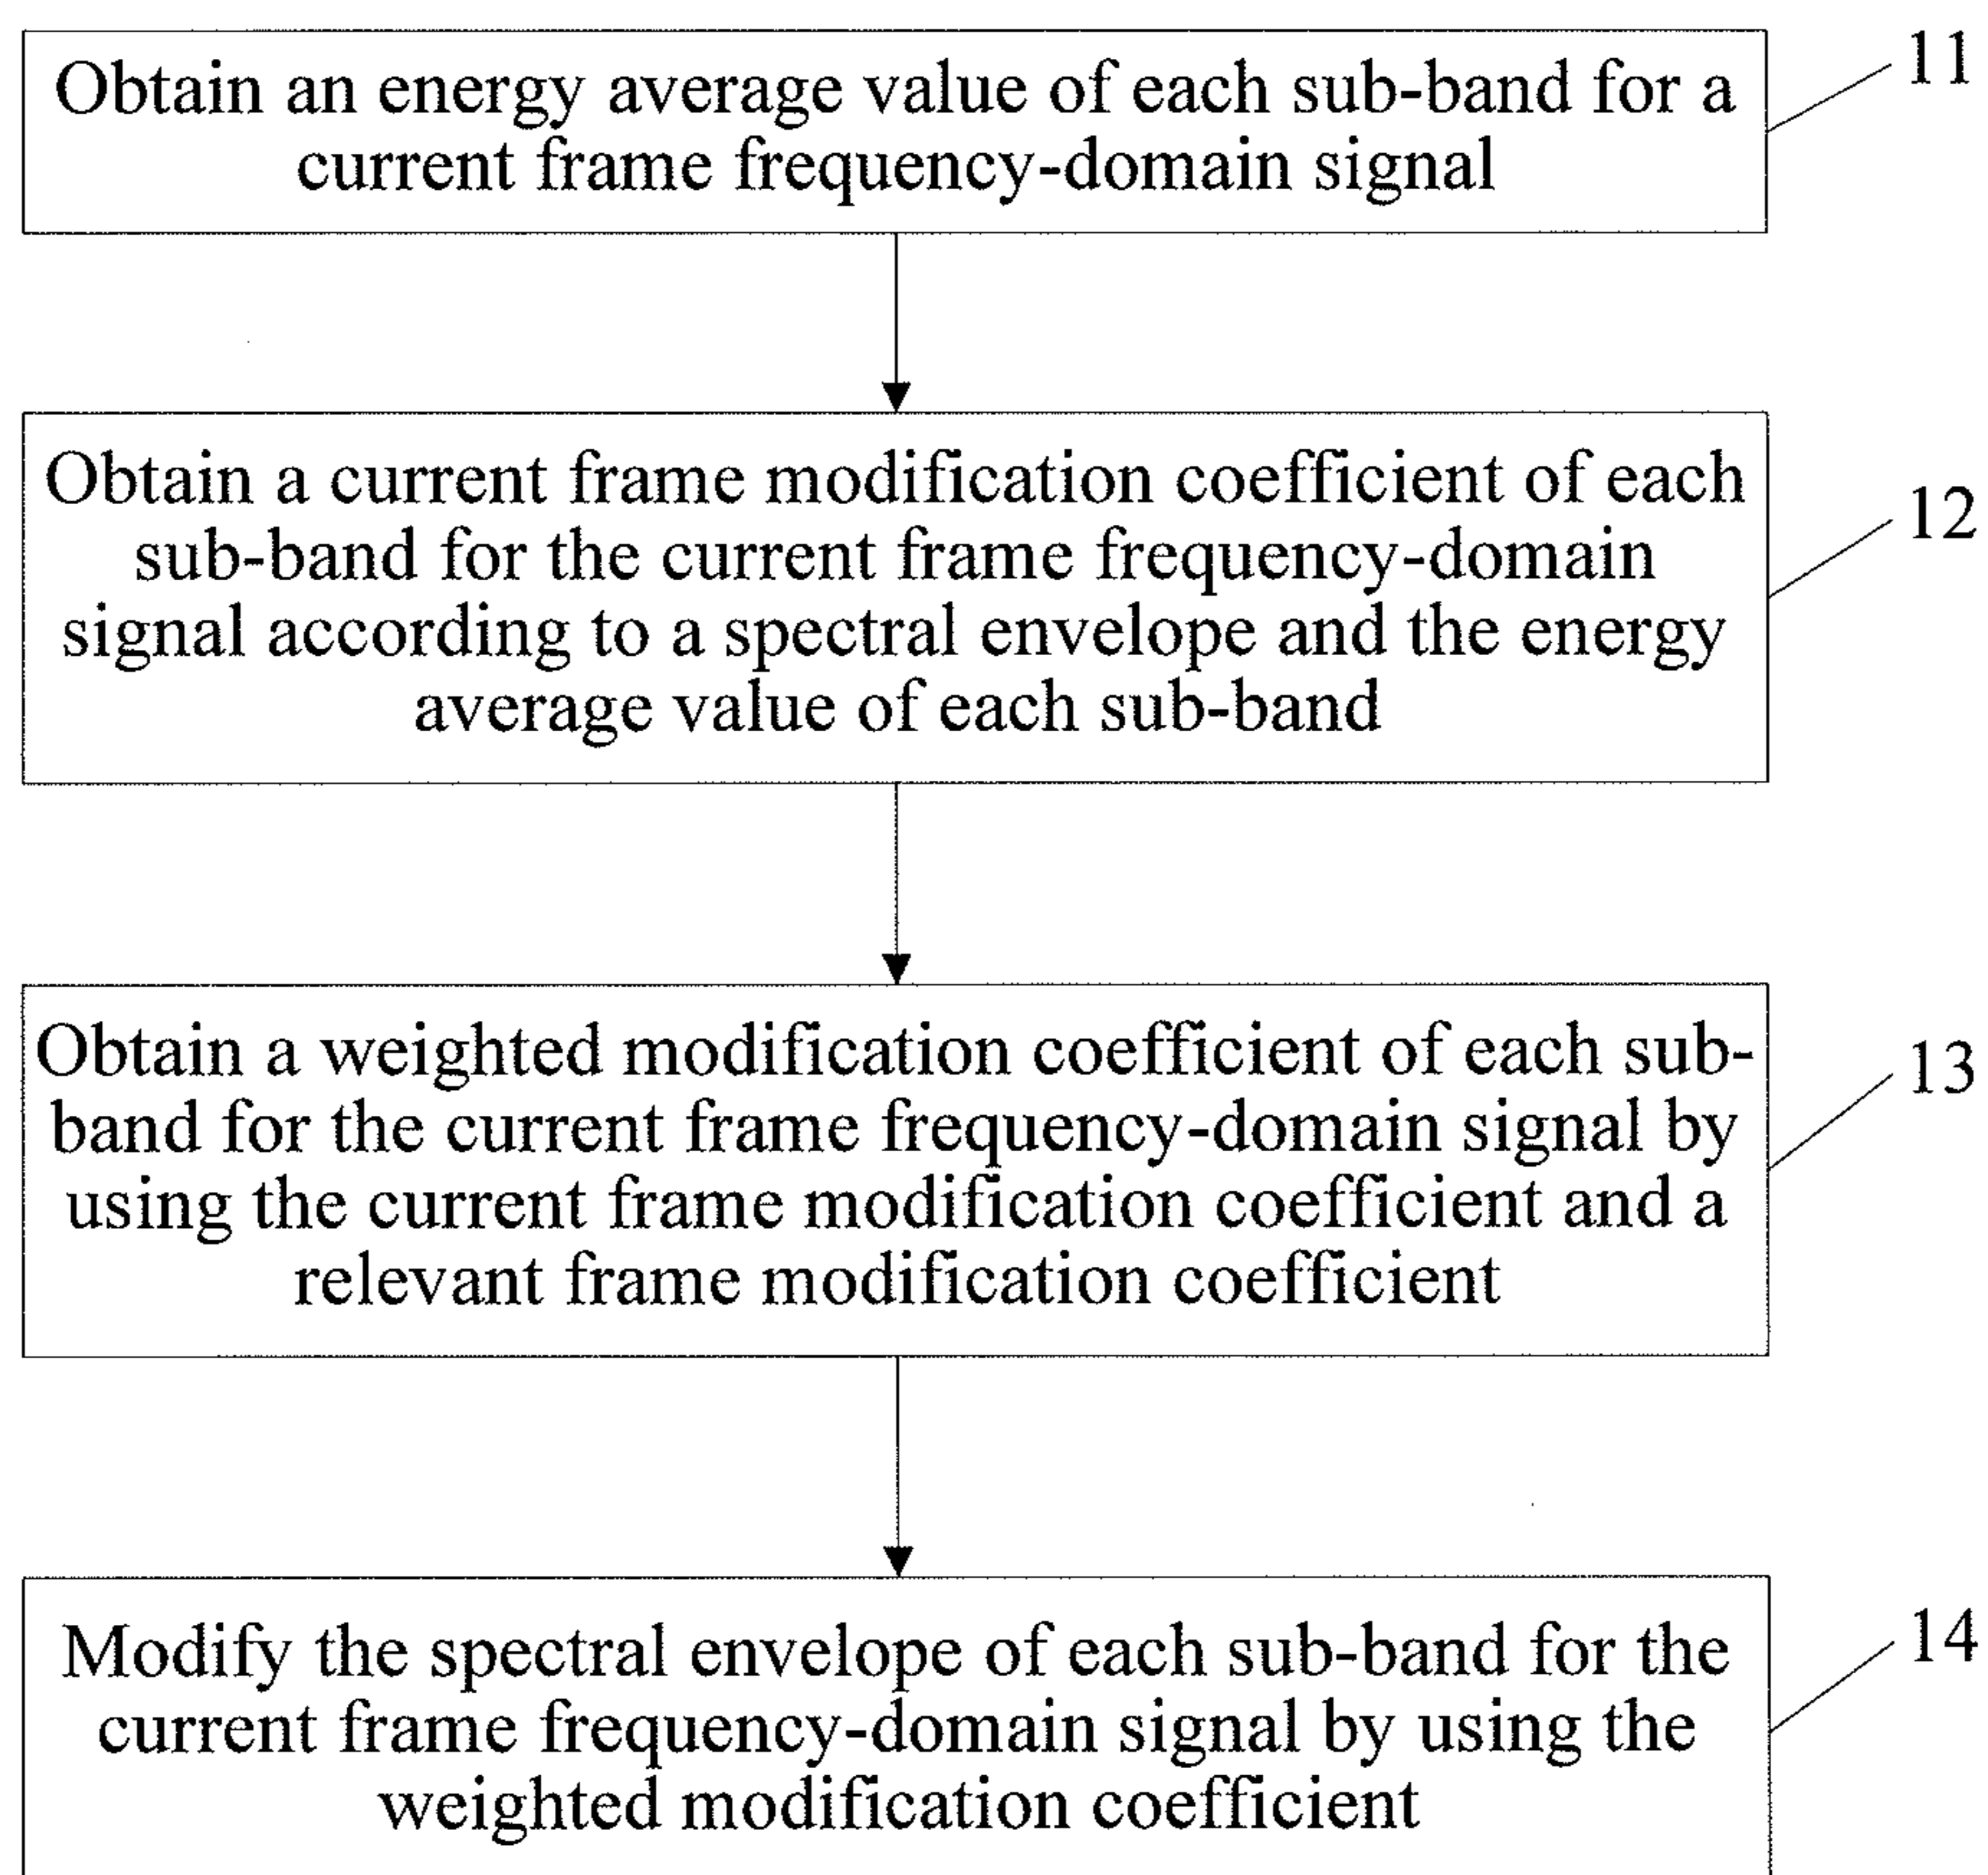 Obtain an energy average value of each sub-band for a
current frame frequency-domain signal
11
Obtain a current frame modification coefficient of each
sub-band for the current frame frequency-domain
signal according to a spectral envelope and the energy
average value of each sub-band
12
Obtain a weighted modification coefficient of each sub-
band for the current frame frequency-domain signal by
using the current frame modification coefficient and a
relevant frame modification coefficient
13
Modify the spectral envelope of each sub-band for the
current frame frequency-domain signal by using the
weighted modification coefficient
14